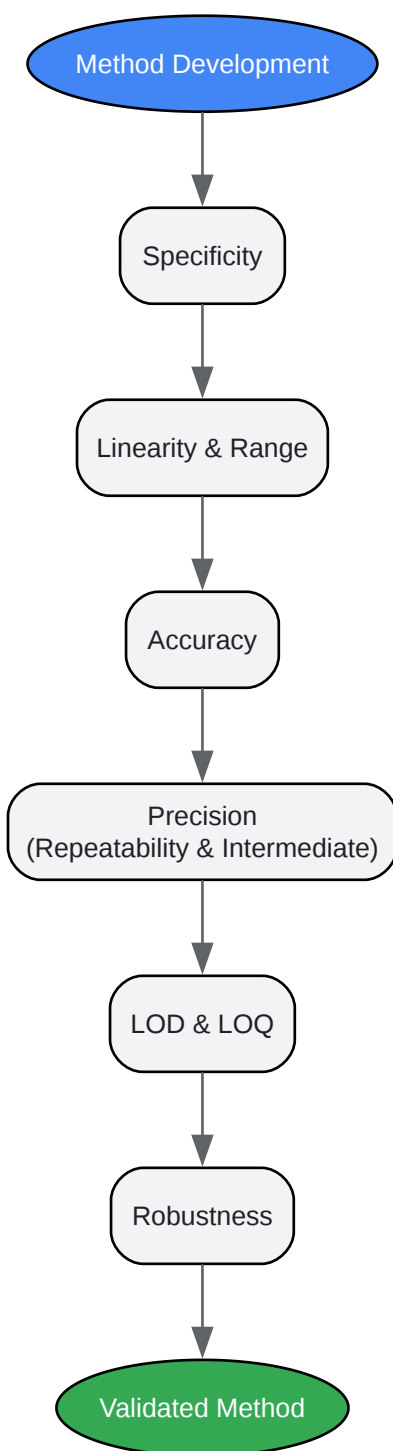 Method Development
Specificity
Linearity & Range
Accuracy
Precision
(Repeatability & Intermediate)
LOD & LOQ
Robustness
Validated Method